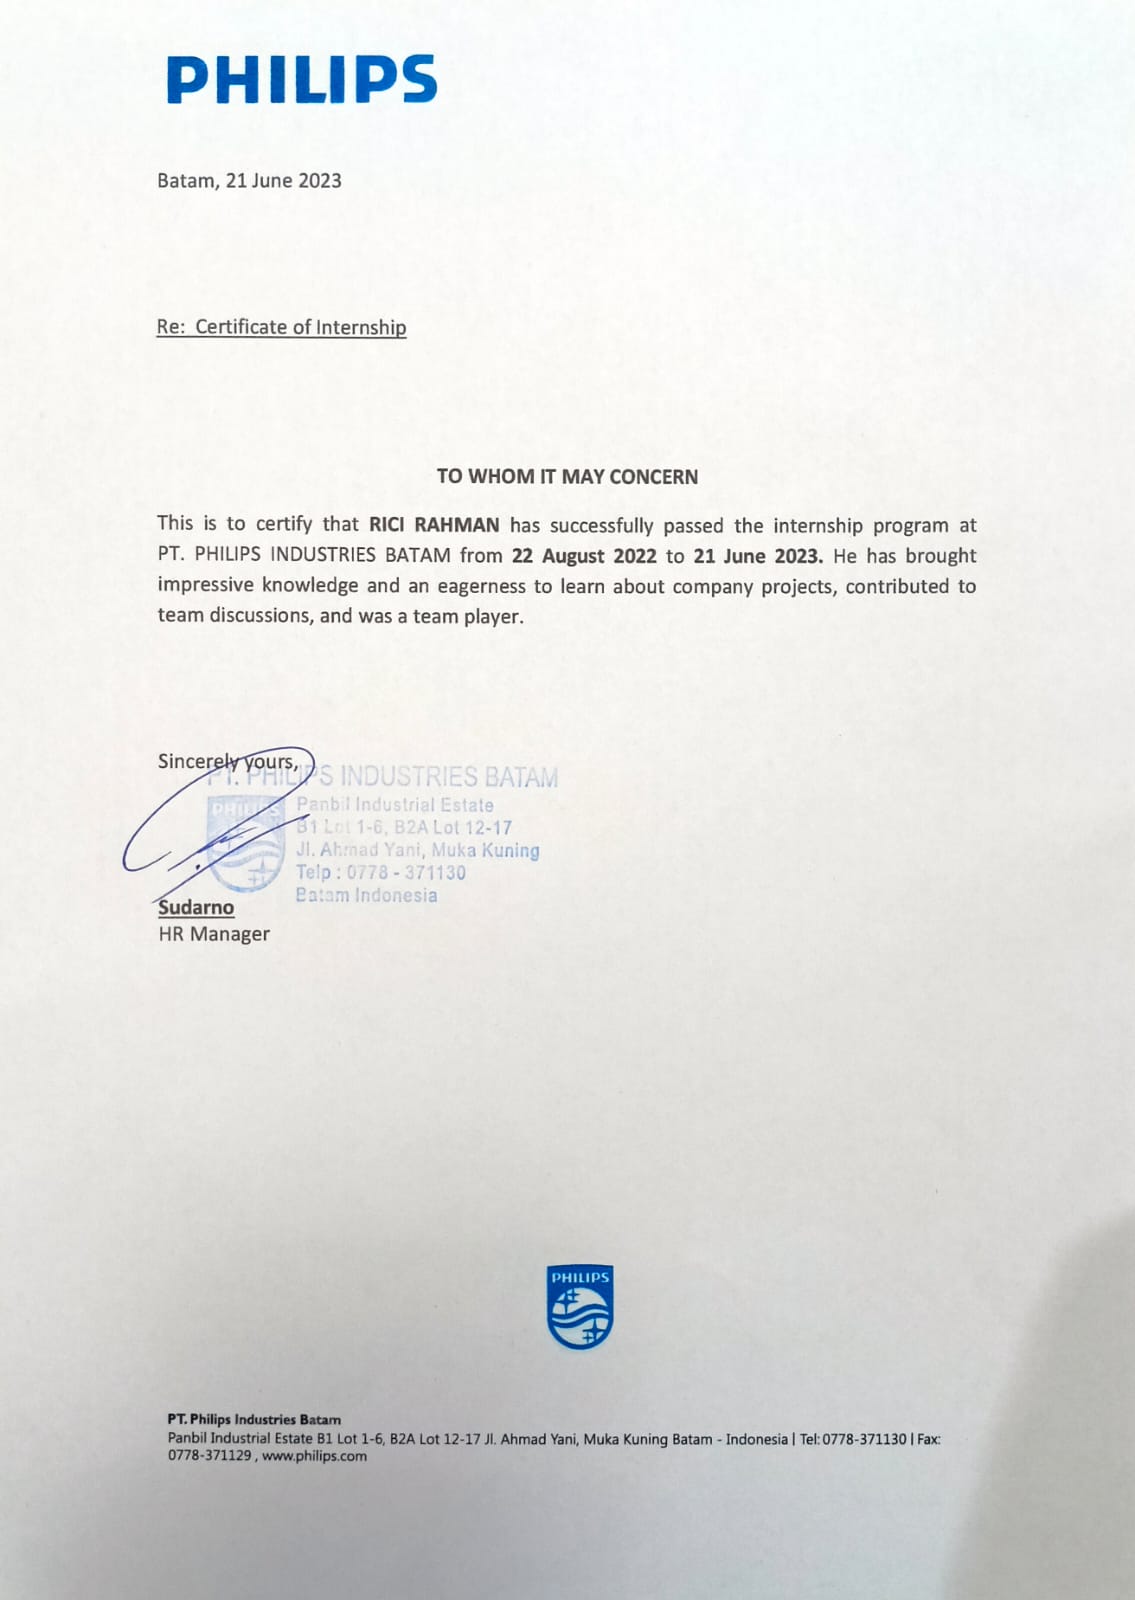 PHILIPS
Batam, 21 June 2023
Re: Certificate of Internship
TO WHOM IT MAY CONCERN
This is to certify that RICI RAHMAN has successfully passed the internship program at
PT. PHILIPS INDUSTRIES BATAM from 22 August 2022 to 21 June 2023. He has brought
impressive knowledge and an eagerness to learn about company projects, contributed to
team discussions, and was a team player.
Sincerely yours,
PT. PHILIPS INDUSTRIES BATAM
PHILIPS
Panbil Industrial Estate
B1 Lot 1-6, B2A Lot 12-17
Jl. Ahmad Yani, Muka Kuning
Telp : 0778 - 371130
Batam Indonesia
Sudarno
HR Manager
PHILIPS
PT. Philips Industries Batam
Panbil Industrial Estate B1 Lot 1-6, B2A Lot 12-17 Jl. Ahmad Yani, Muka Kuning Batam - Indonesia | Tel: 0778-371130 | Fax:
0778-371129 , www.philips.com